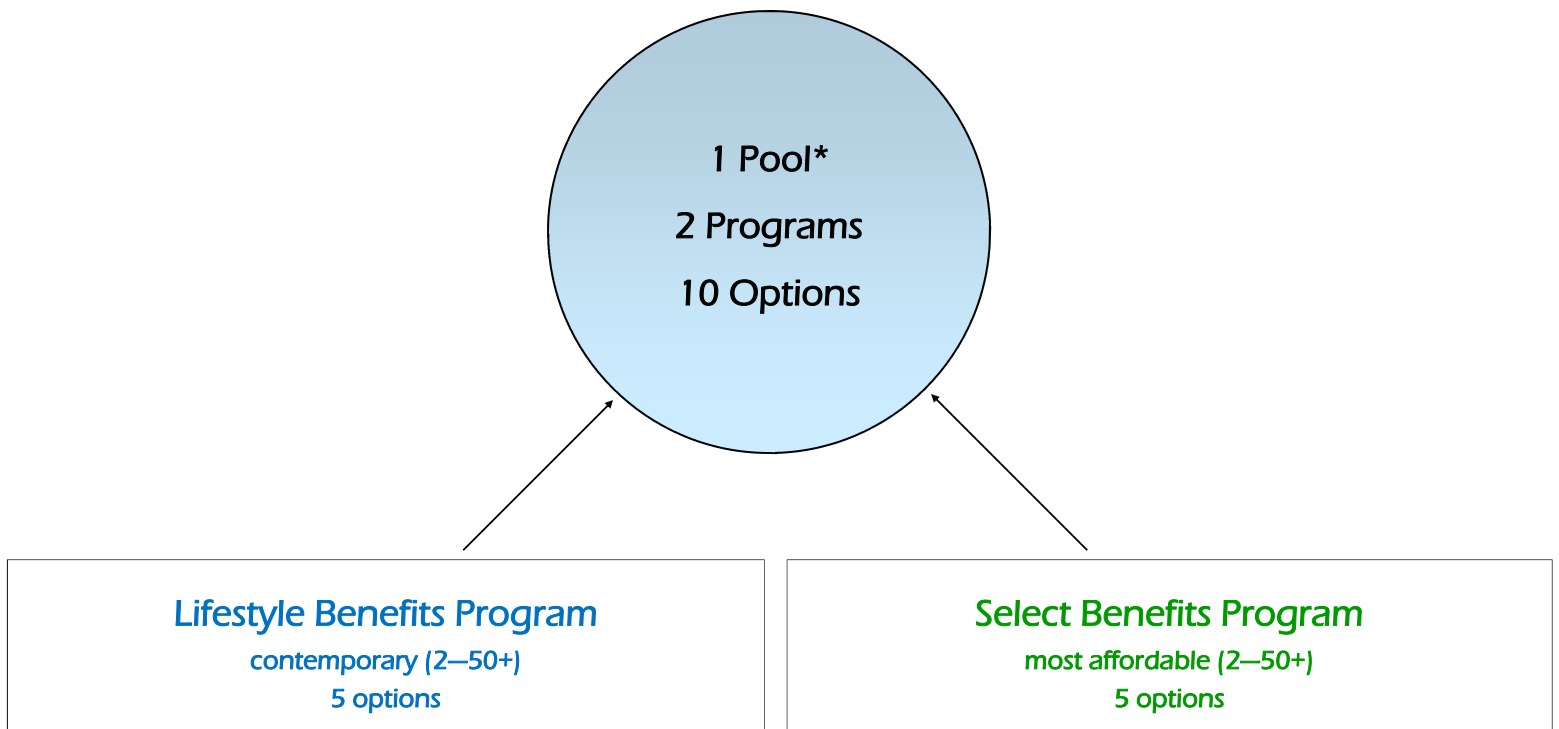 1 Pool*
2 Programs
10 Options
Lifestyle Benefits Program
contemporary (2—50+)
5 options
Select Benefits Program
most affordable (2—50+)
5 options